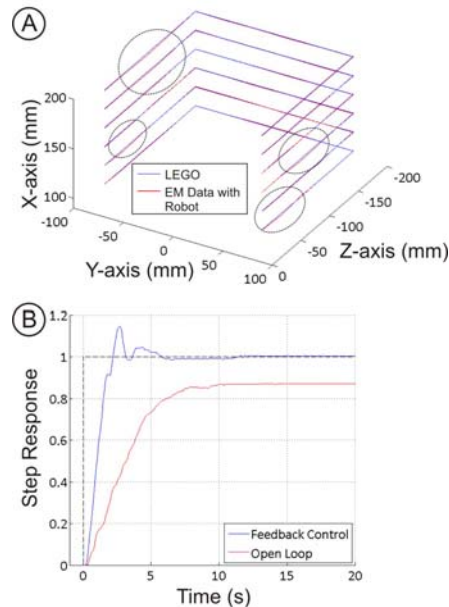 A
X-axis (mm)
200
150
100
-100
-50
0
50
100
Y-axis (mm)
0
-50
-100
-150
-200
Z-axis (mm)
LEGO
EM Data with
Robot
B
Step Response
1.2
1
0.8
0.6
0.4
0.2
0
0
5
10
15
20
Time (s)
Feedback Control
Open Loop